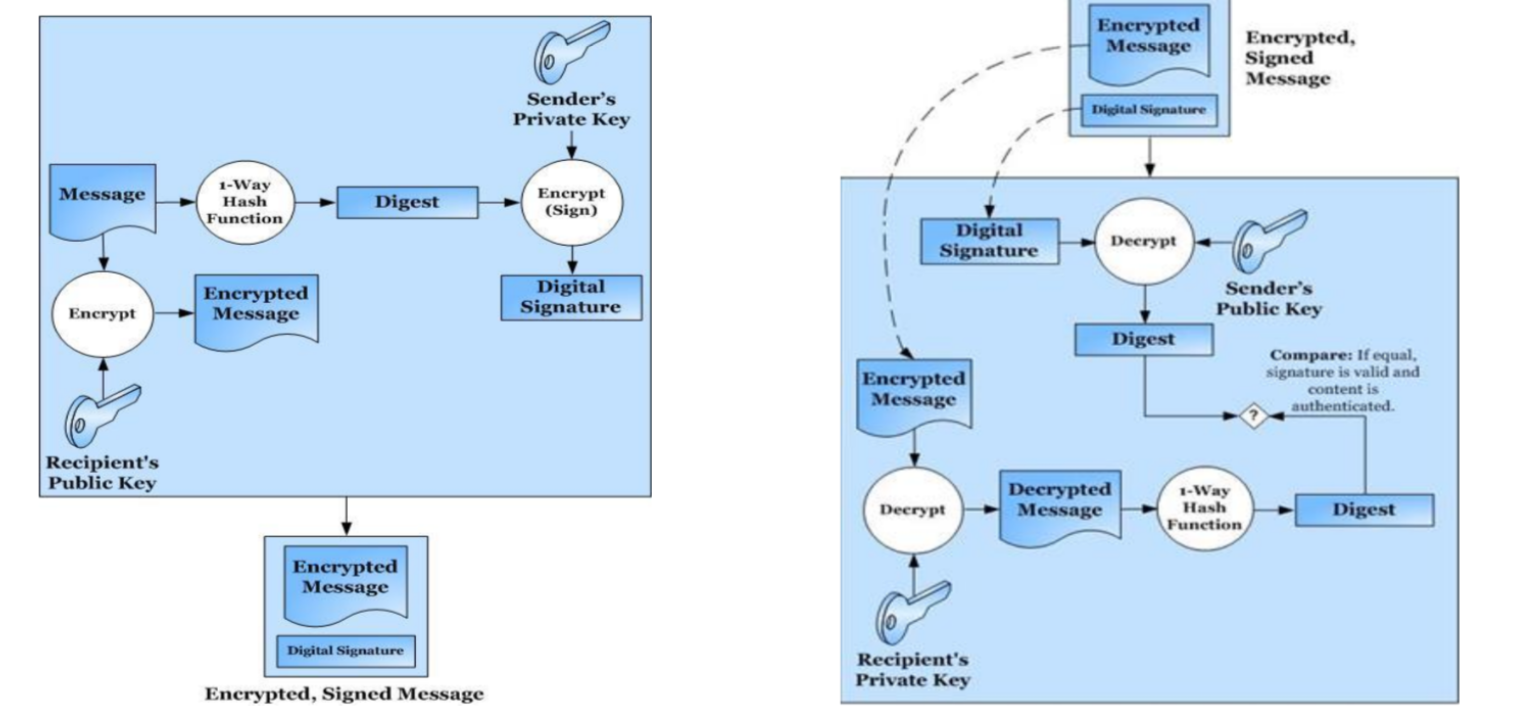 Sender's
Private Key
Message
1-Way
Hash
Function
Digest
Encrypt
(Sign)
Encrypt
Encrypted
Message
Digital
Signature
Recipient's
Public Key
Encrypted
Message
Digital Signature
Encrypted, Signed Message
Encrypted
Message
Digital Signature
Encrypted,
Signed
Message
Digital
Signature
Decrypt
Sender's
Public Key
Digest
Compare: If equal,
signature is valid and
content is
authenticated.
?
Encrypted
Message
Decrypt
Decrypted
Message
1-Way
Hash
Function
Digest
Recipient's
Private Key